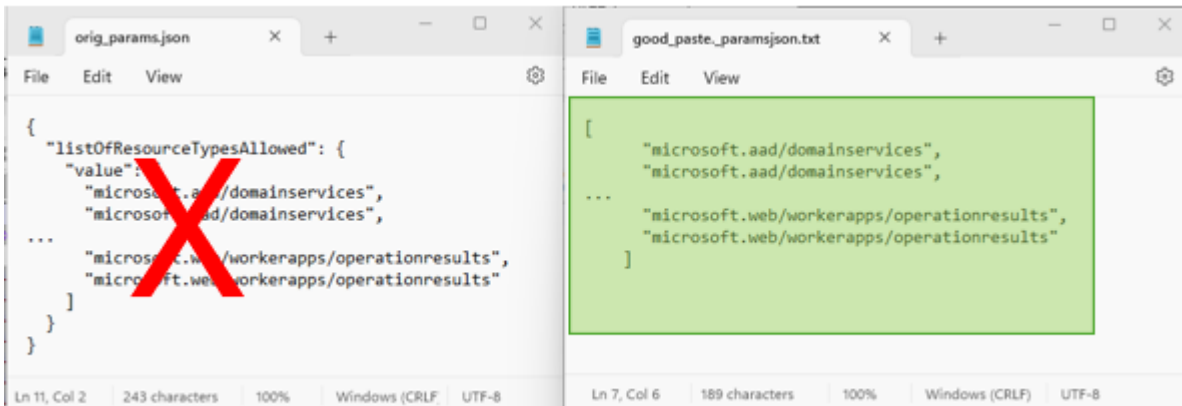 orig_params.json
File Edit View
{
"listOfResourceTypesAllowed": {
"value":
"microsoft.aad/domainservices",
"microsoft.aad/domainservices",
...
"microsoft.web/workerapps/operationresults",
"microsoft.web/workerapps/operationresults"
]
}
}
Ln 11, Col 2 243 characters 100% Windows (CRLF UTF-8
good_paste._paramsjson.txt
File Edit View
[
"microsoft.aad/domainservices",
"microsoft.aad/domainservices",
...
"microsoft.web/workerapps/operationresults",
"microsoft.web/workerapps/operationresults"
]
Ln 7, Col 6 189 characters 100% Windows (CRLF) UTF-8